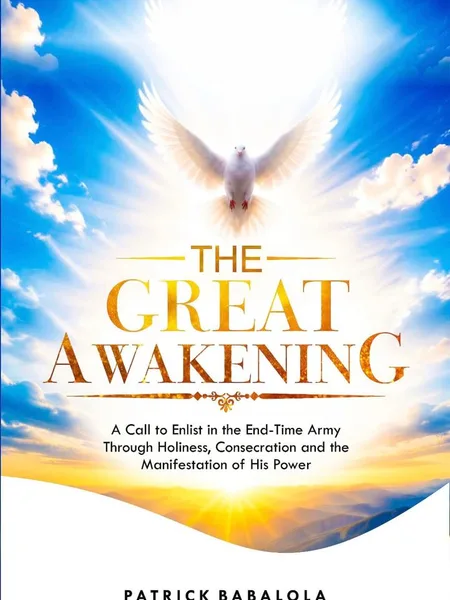 THE
GREAT
AWAKENING
A Call to Enlist in the End-Time Army
Through Holiness, Consecration and the
Manifestation of His Power
PATRICK BABALOLA